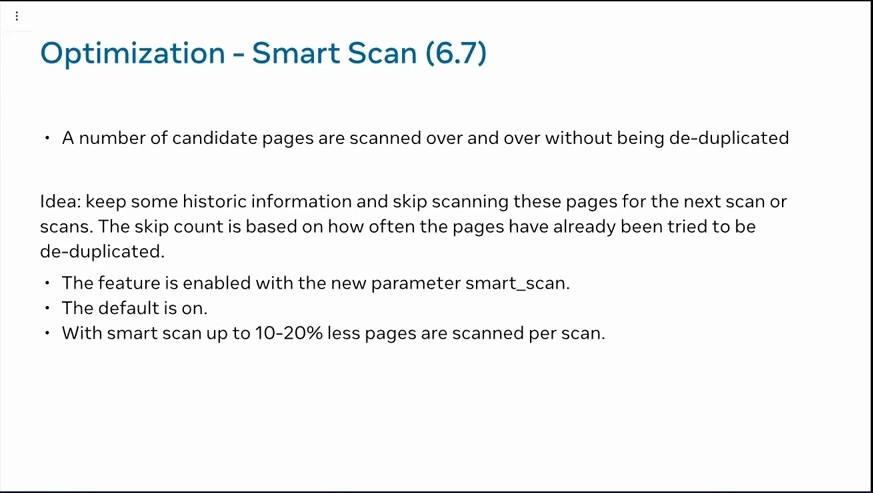 Optimization - Smart Scan (6.7)
• A number of candidate pages are scanned over and over without being de-duplicated
Idea: keep some historic information and skip scanning these pages for the next scan or
scans. The skip count is based on how often the pages have already been tried to be
de-duplicated.
• The feature is enabled with the new parameter smart_scan.
• The default is on.
• With smart scan up to 10-20% less pages are scanned per scan.